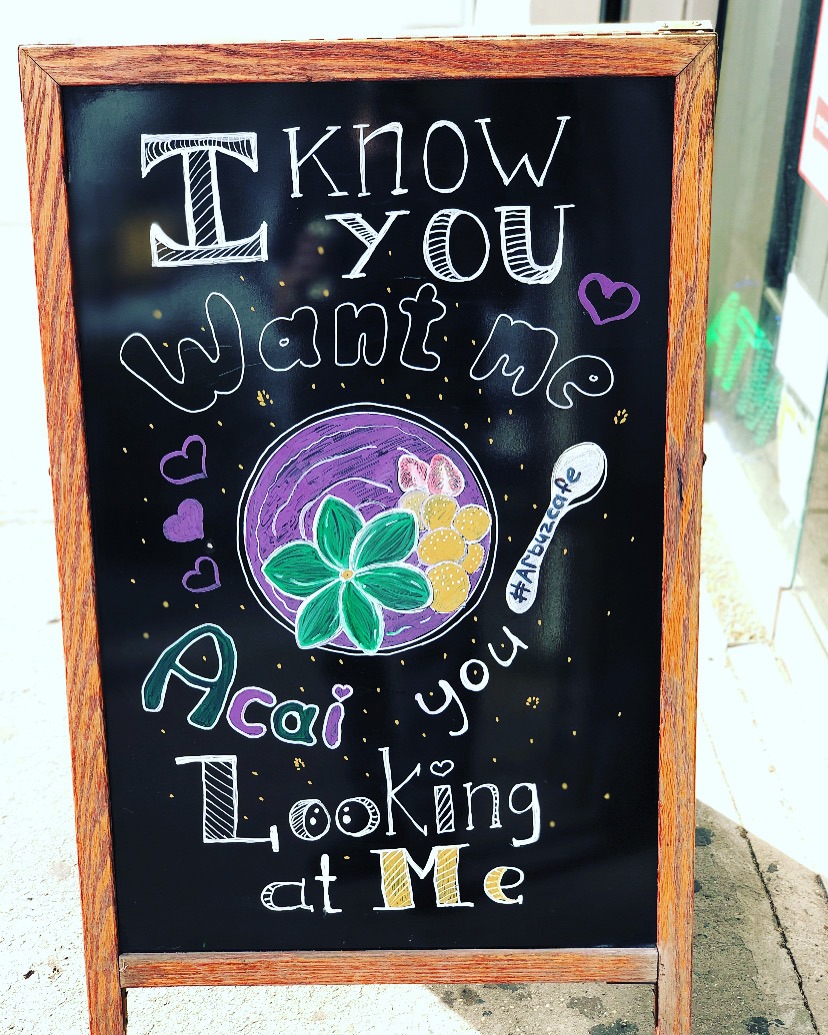 I know
you
Want me
#Arbuzcafe
Acai you
Looking
at Me